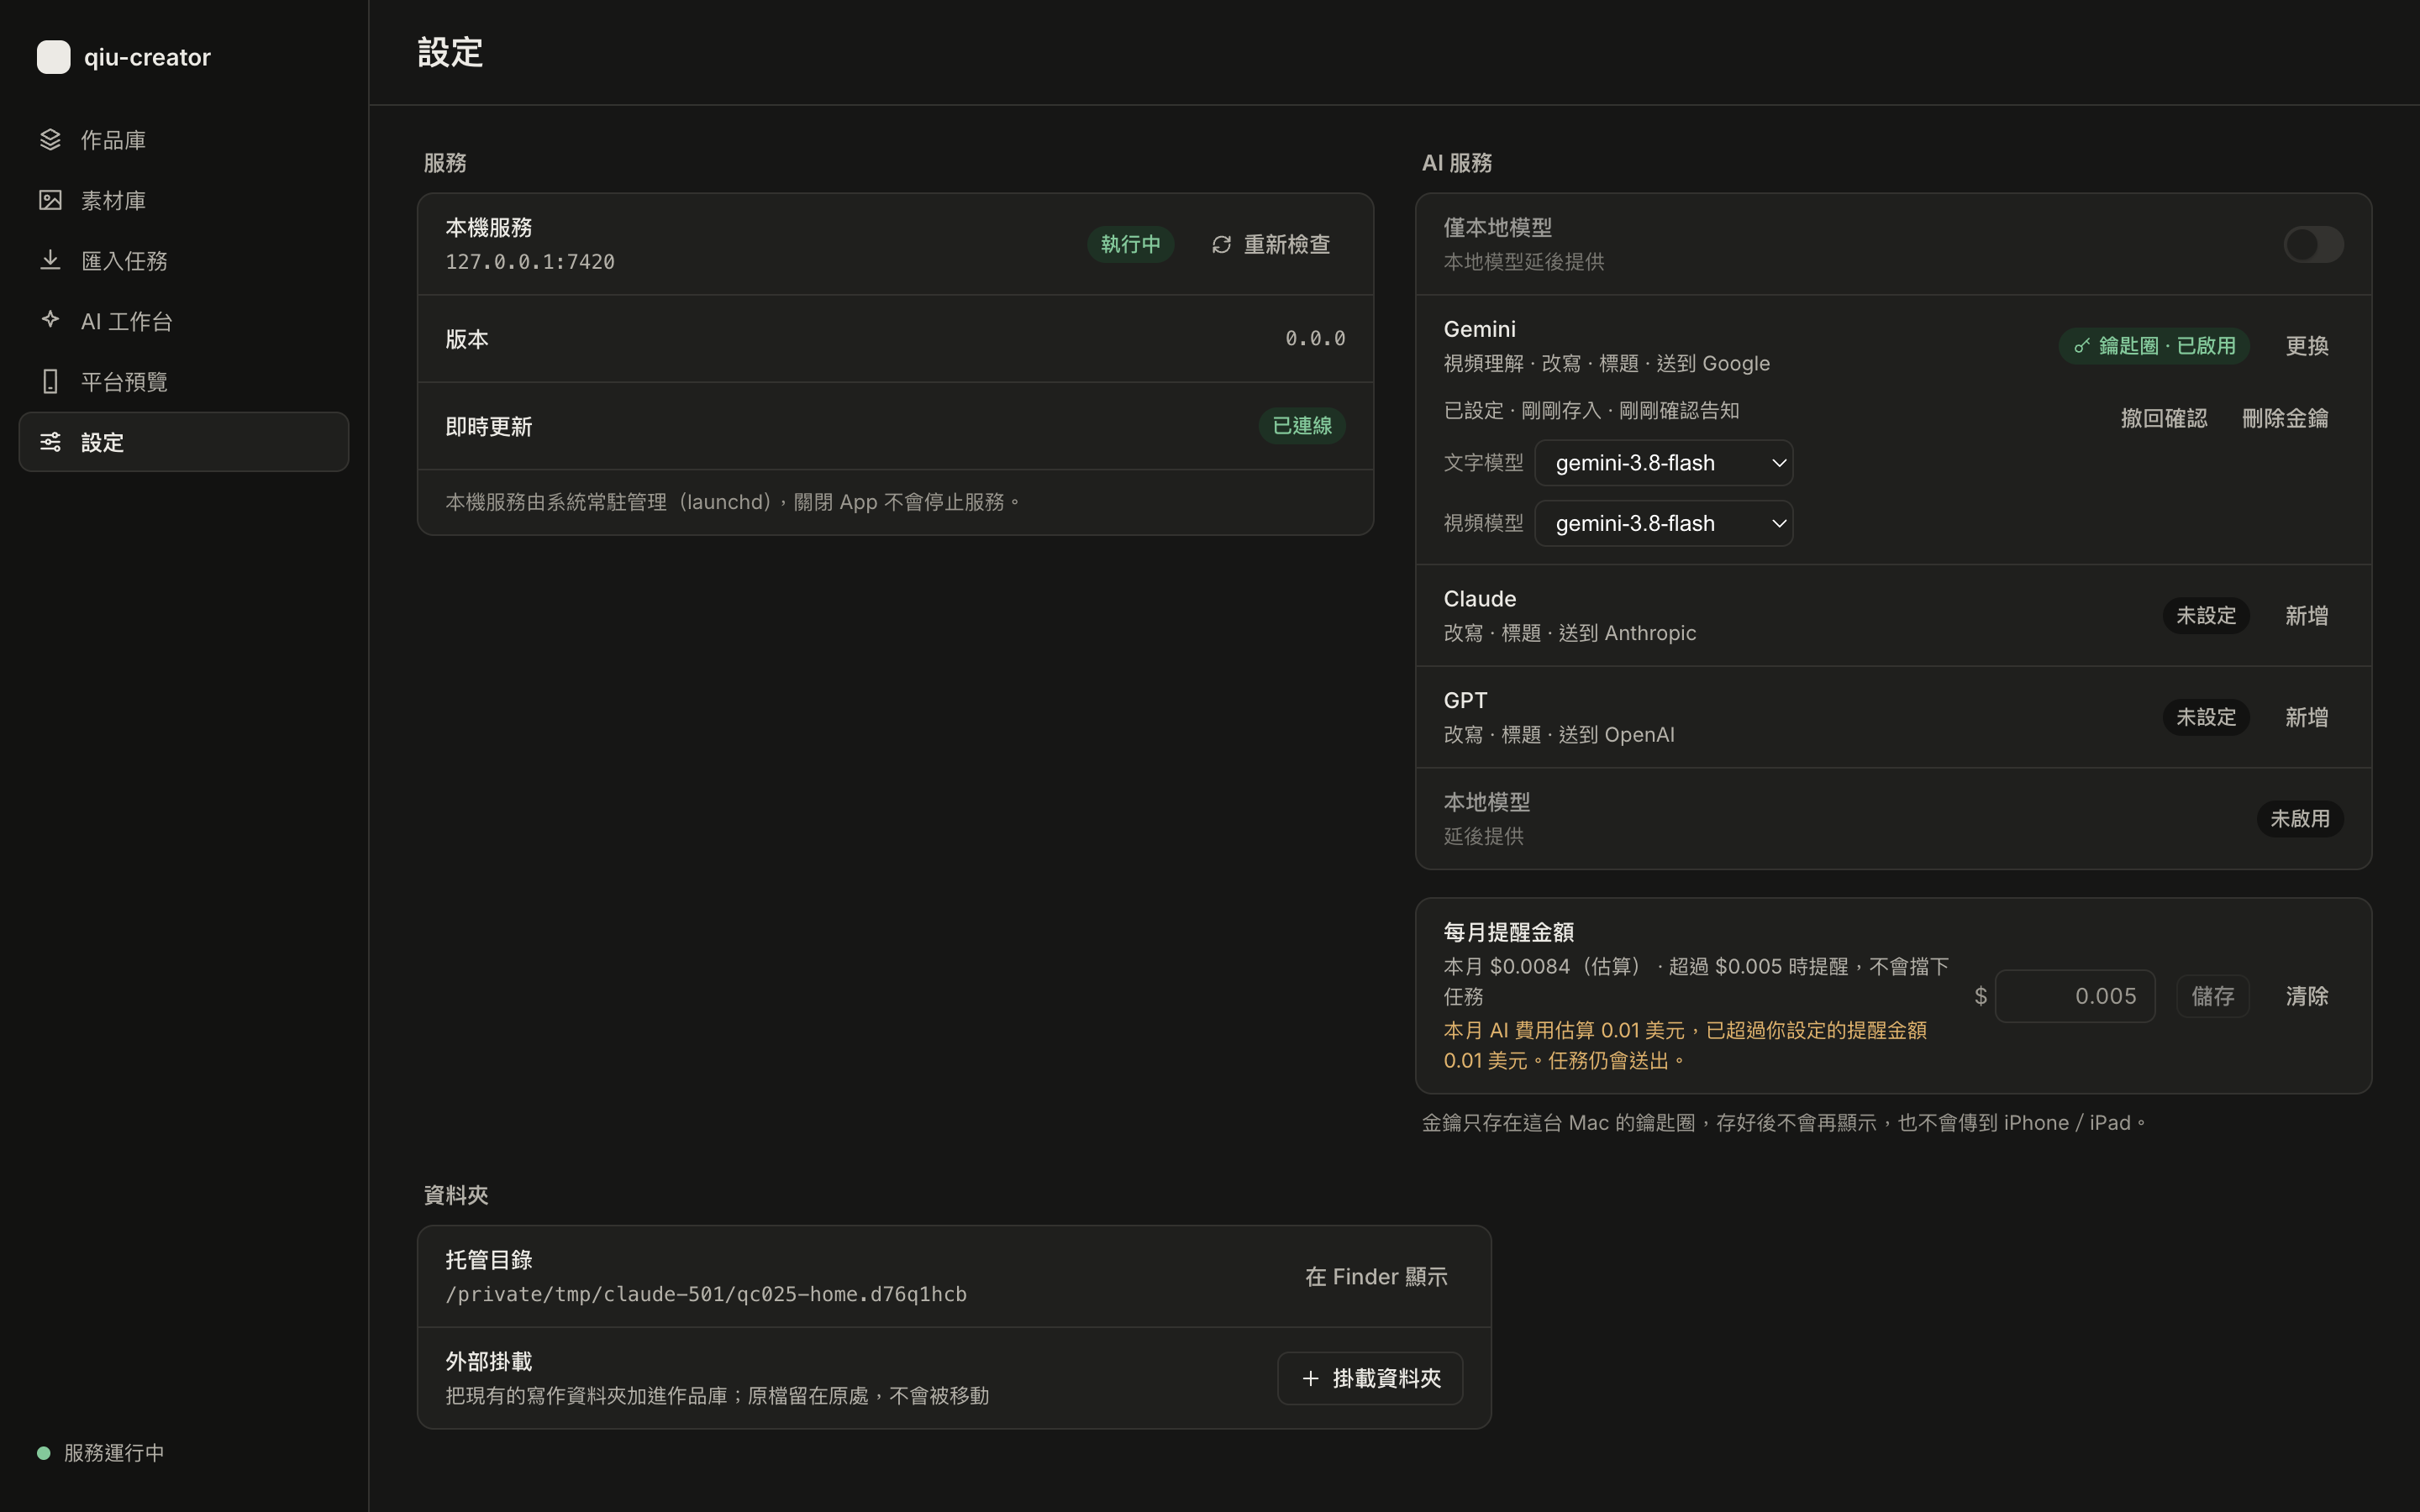 qiu-creator
作品庫
素材庫
匯入任務
AI 工作台
平台預覽
設定
服務運行中
設定
服務
本機服務
127.0.0.1:7420
執行中
重新檢查
版本
0.0.0
即時更新
已連線
本機服務由系統常駐管理（launchd），關閉 App 不會停止服務。
AI 服務
僅本地模型
本地模型延後提供
Gemini
視頻理解 · 改寫 · 標題 · 送到 Google
鑰匙圈 · 已啟用
更換
已設定 · 剛剛存入 · 剛剛確認告知
撤回確認
刪除金鑰
文字模型
gemini-3.8-flash
視頻模型
gemini-3.8-flash
Claude
改寫 · 標題 · 送到 Anthropic
未設定
新增
GPT
改寫 · 標題 · 送到 OpenAI
未設定
新增
本地模型
延後提供
未啟用
每月提醒金額
本月 $0.0084（估算） · 超過 $0.005 時提醒，不會擋下
任務
本月 AI 費用估算 0.01 美元，已超過你設定的提醒金額
0.01 美元。任務仍會送出。
$
0.005
儲存
清除
金鑰只存在這台 Mac 的鑰匙圈，存好後不會再顯示，也不會傳到 iPhone / iPad。
資料夾
托管目錄
/private/tmp/claude-501/qc025-home.d76q1hcb
在 Finder 顯示
外部掛載
把現有的寫作資料夾加進作品庫；原檔留在原處，不會被移動
掛載資料夾